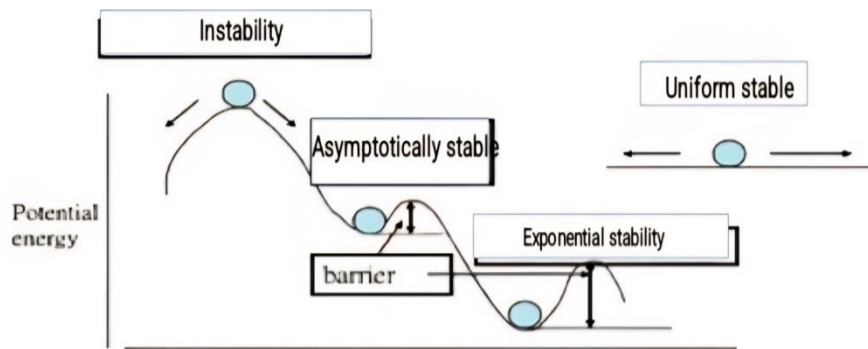 Instability
Uniform stable
Asymptotically stable
Potential
energy
Exponential stability
barrier